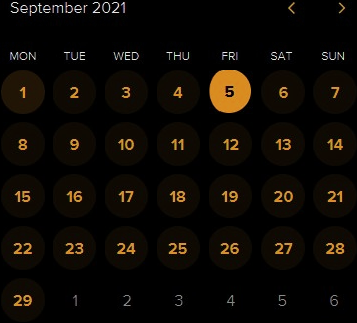 September 2021
MON TUE WED THU FRI SAT SUN
1 2 3 4 5 6 7
8 9 10 11 12 13 14
15 16 17 18 19 20 21
22 23 24 25 26 27 28
29 1 2 3 4 5 6